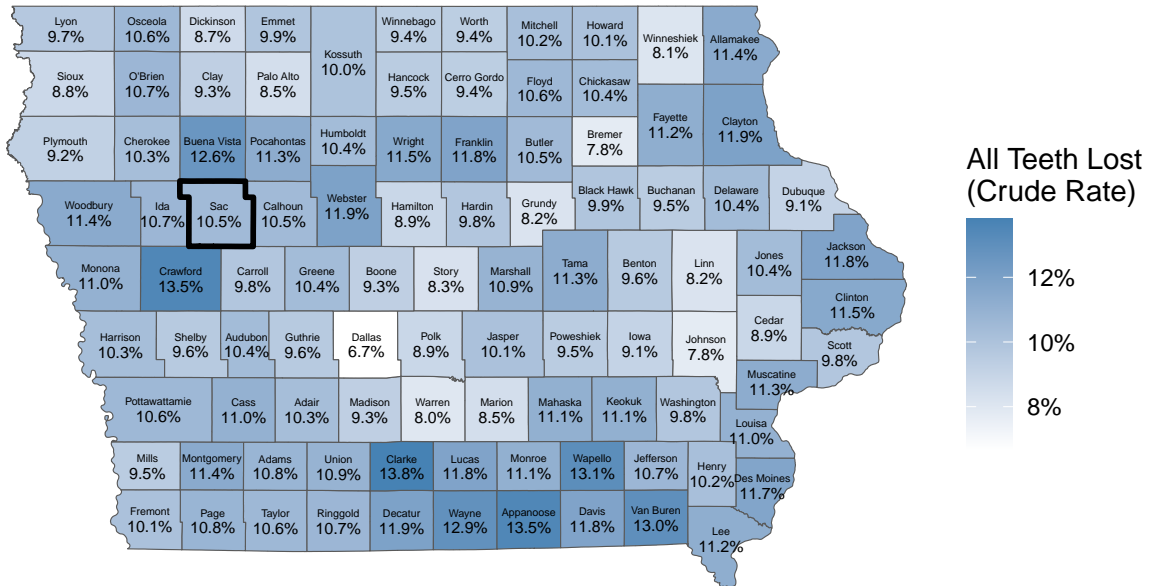 Lyon
9.7%
Osceola
10.6%
Dickinson
8.7%
Emmet
9.9%
Winnebago
9.4%
Worth
9.4%
Mitchell
10.2%
Howard
10.1%
Winneshiek
8.1%
Allamakee
11.4%
Kossuth
10.0%
Sioux
8.8%
O'Brien
10.7%
Clay
9.3%
Palo Alto
8.5%
Hancock
9.5%
Cerro Gordo
9.4%
Floyd
10.6%
Chickasaw
10.4%
Fayette
11.2%
Clayton
11.9%
Plymouth
9.2%
Cherokee
10.3%
Buena Vista
12.6%
Pocahontas
11.3%
Humboldt
10.4%
Wright
11.5%
Franklin
11.8%
Butler
10.5%
Bremer
7.8%
Woodbury
11.4%
Ida
10.7%
Sac
10.5%
Calhoun
10.5%
Webster
11.9%
Hamilton
8.9%
Hardin
9.8%
Grundy
8.2%
Black Hawk
9.9%
Buchanan
9.5%
Delaware
10.4%
Dubuque
9.1%
Monona
11.0%
Crawford
13.5%
Carroll
9.8%
Greene
10.4%
Boone
9.3%
Story
8.3%
Marshall
10.9%
Tama
11.3%
Benton
9.6%
Linn
8.2%
Jones
10.4%
Jackson
11.8%
Clinton
11.5%
Harrison
10.3%
Shelby
9.6%
Audubon
10.4%
Guthrie
9.6%
Dallas
6.7%
Polk
8.9%
Jasper
10.1%
Poweshiek
9.5%
Iowa
9.1%
Johnson
7.8%
Cedar
8.9%
Scott
9.8%
Muscatine
11.3%
Pottawattamie
10.6%
Cass
11.0%
Adair
10.3%
Madison
9.3%
Warren
8.0%
Marion
8.5%
Mahaska
11.1%
Keokuk
11.1%
Washington
9.8%
Louisa
11.0%
Mills
9.5%
Montgomery
11.4%
Adams
10.8%
Union
10.9%
Clarke
13.8%
Lucas
11.8%
Monroe
11.1%
Wapello
13.1%
Jefferson
10.7%
Henry
10.2%
Des Moines
11.7%
Fremont
10.1%
Page
10.8%
Taylor
10.6%
Ringgold
10.7%
Decatur
11.9%
Wayne
12.9%
Appanoose
13.5%
Davis
11.8%
Van Buren
13.0%
Lee
11.2%
All Teeth Lost
(Crude Rate)
12%
10%
8%